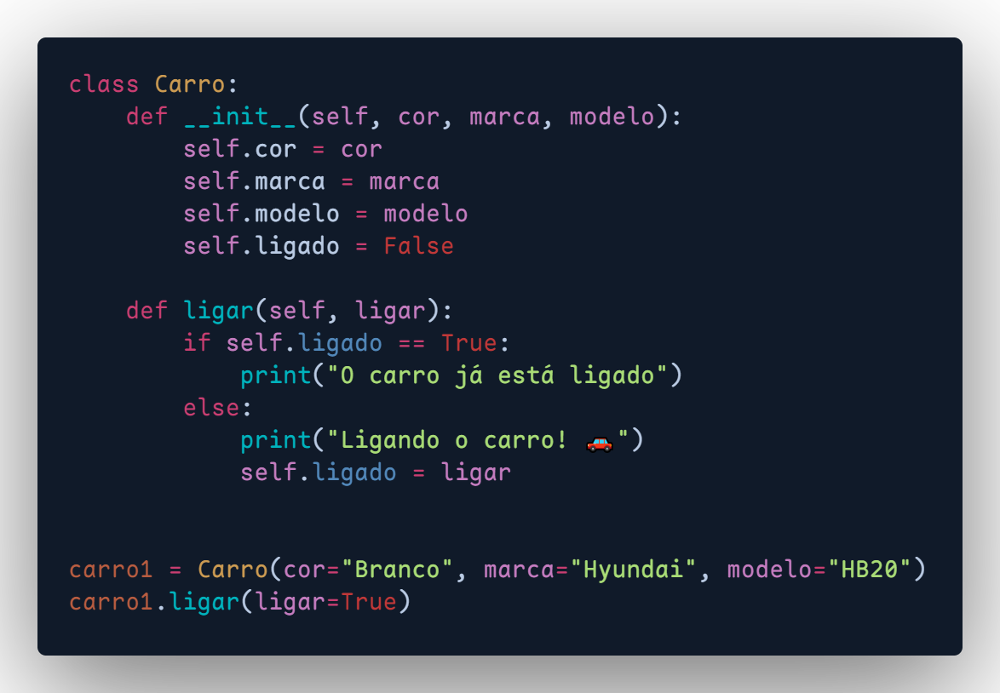 class Carro:
    def __init__(self, cor, marca, modelo):
        self.cor = cor
        self.marca = marca
        self.modelo = modelo
        self.ligado = False

    def ligar(self, ligar):
        if self.ligado == True:
            print("O carro já está ligado")
        else:
            print("Ligando o carro! 🚗")
            self.ligado = ligar


carro1 = Carro(cor="Branco", marca="Hyundai", modelo="HB20")
carro1.ligar(ligar=True)